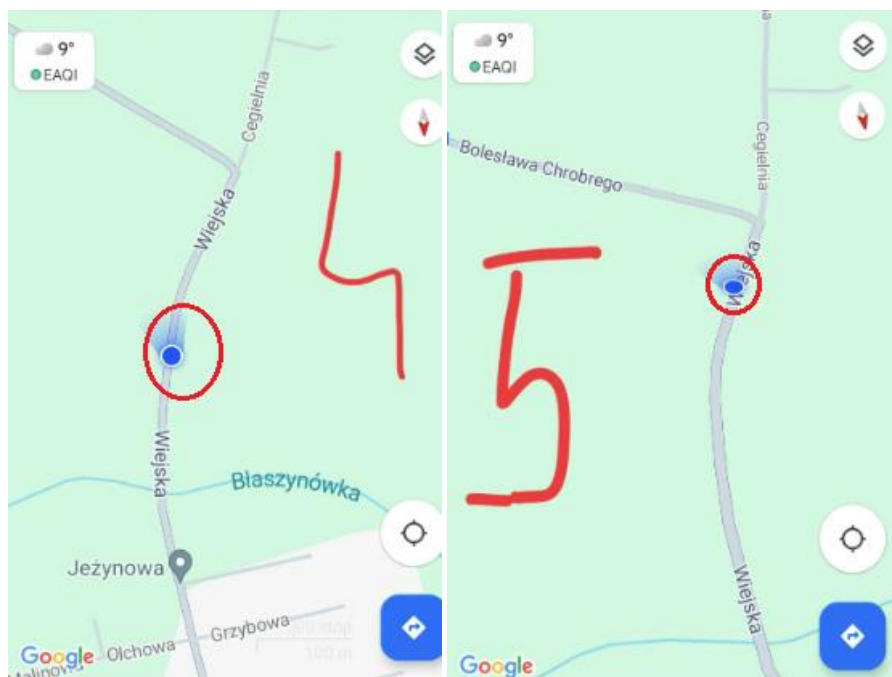 9°
EAQI
Cegielnia
Wiejska
4
Wiejska
Błaszynówka
Jeżynowa
Grzybowa
Olchowa
100 m
Google
9°
EAQI
Cegielnia
Bolesława Chrobrego
Wiejska
5
Wiejska
Google